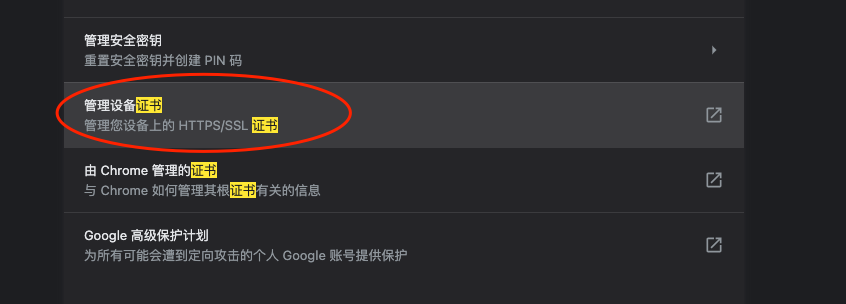 管理安全密钥
重置安全密钥并创建 PIN 码
管理设备证书
管理您设备上的 HTTPS/SSL 证书
由 Chrome 管理的证书
与 Chrome 如何管理其根证书有关的信息
Google 高级保护计划
为所有可能会遭到定向攻击的个人 Google 账号提供保护